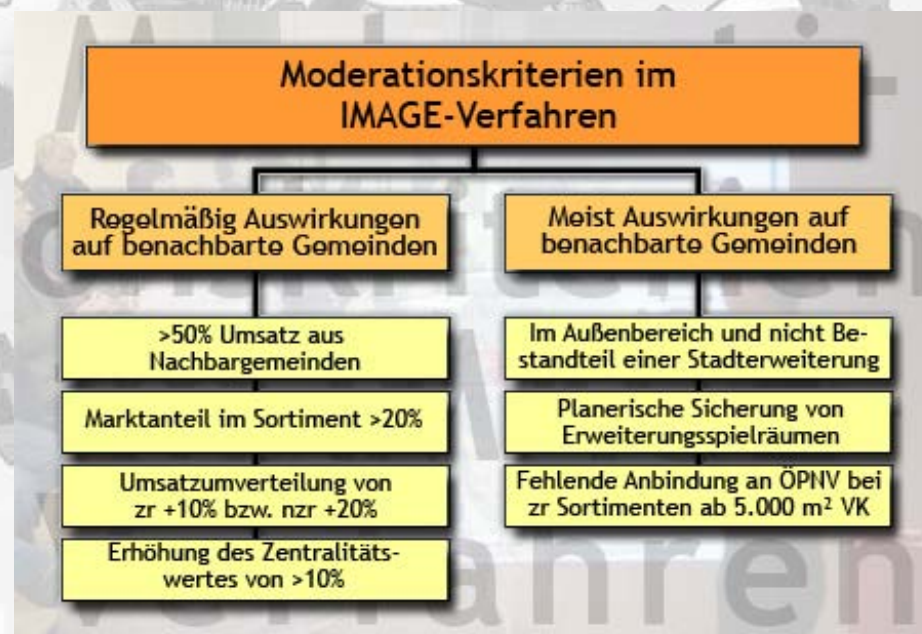 Moderationskriterien im
IMAGE-Verfahren
Regelmäßig Auswirkungen
auf benachbarte Gemeinden
>50% Umsatz aus
Nachbargemeinden
Marktanteil im Sortiment >20%
Umsatzumverteilung von
zr +10% bzw. nzr +20%
Erhöhung des Zentralitäts-
wertes von >10%
Meist Auswirkungen auf
benachbarte Gemeinden
Im Außenbereich und nicht Be-
standteil einer Stadterweiterung
Planerische Sicherung von
Erweiterungsspielräumen
Fehlende Anbindung an ÖPNV bei
zr Sortimenten ab 5.000 m² VK